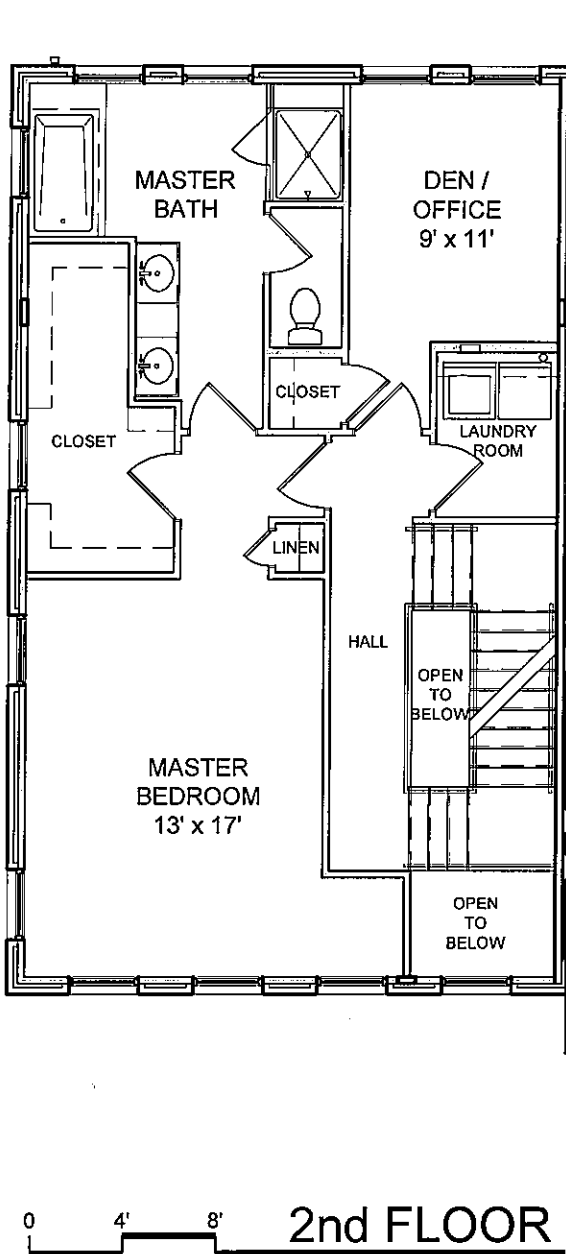 MASTER
BATH
DEN /
OFFICE
9' x 11'
CLOSET
CLOSET
LAUNDRY
ROOM
LINEN
HALL
OPEN
TO
BELOW
MASTER
BEDROOM
13' x 17'
OPEN
TO
BELOW
0 4' 8'
2nd FLOOR